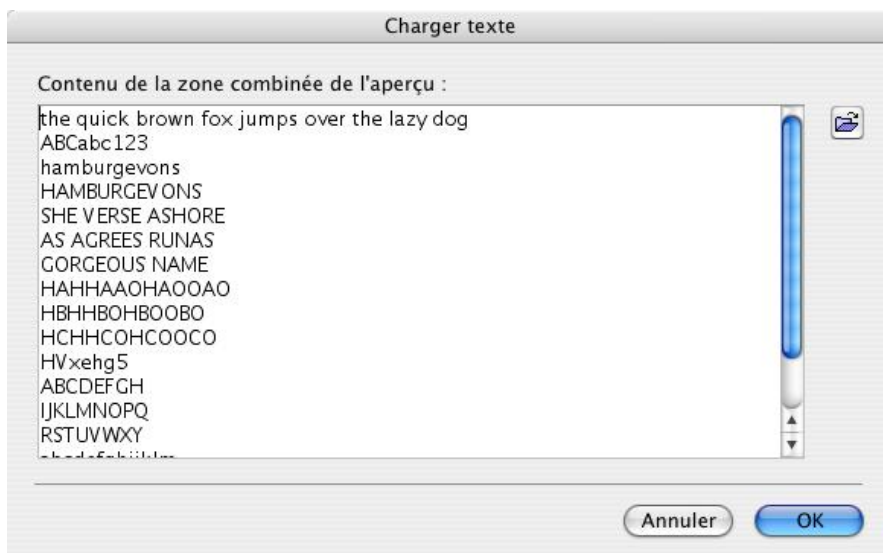 Charger texte
Contenu de la zone combinée de l'aperçu :
the quick brown fox jumps over the lazy dog
ABCabc123
hamburgevons
HAMBURGEVONS
SHE VERSE ASHORE
AS AGREES RUNAS
GORGEOUS NAME
HAHHAAOHAOOAO
HBHHBOHBOOBO
HCHHCOHCOOCO
HVxehg5
ABCDEFGH
IJKLMNOPQ
RSTUVWXY
Annuler OK